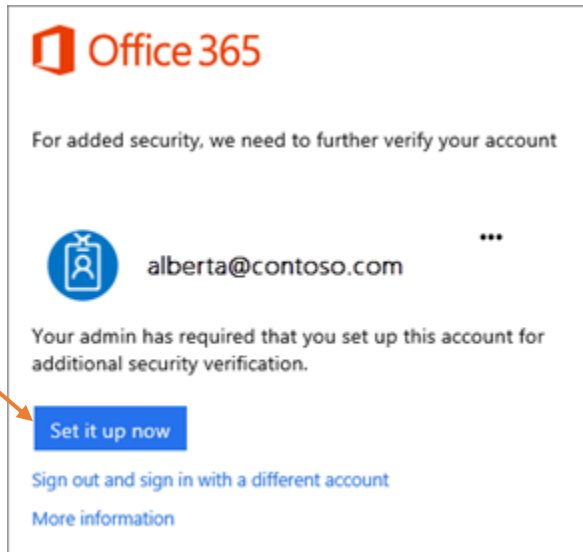 Office 365
For added security, we need to further verify your account
•••
alberta@contoso.com
Your admin has required that you set up this account for
additional security verification.
Set it up now
Sign out and sign in with a different account
More information